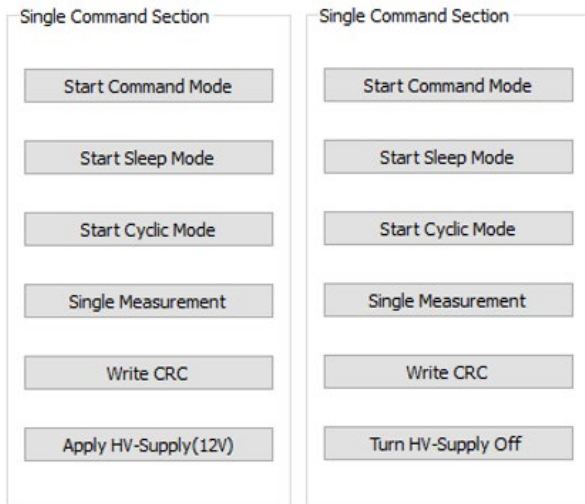 Single Command Section
Start Command Mode
Start Sleep Mode
Start Cyclic Mode
Single Measurement
Write CRC
Apply HV-Supply(12V)
Single Command Section
Start Command Mode
Start Sleep Mode
Start Cyclic Mode
Single Measurement
Write CRC
Turn HV-Supply Off